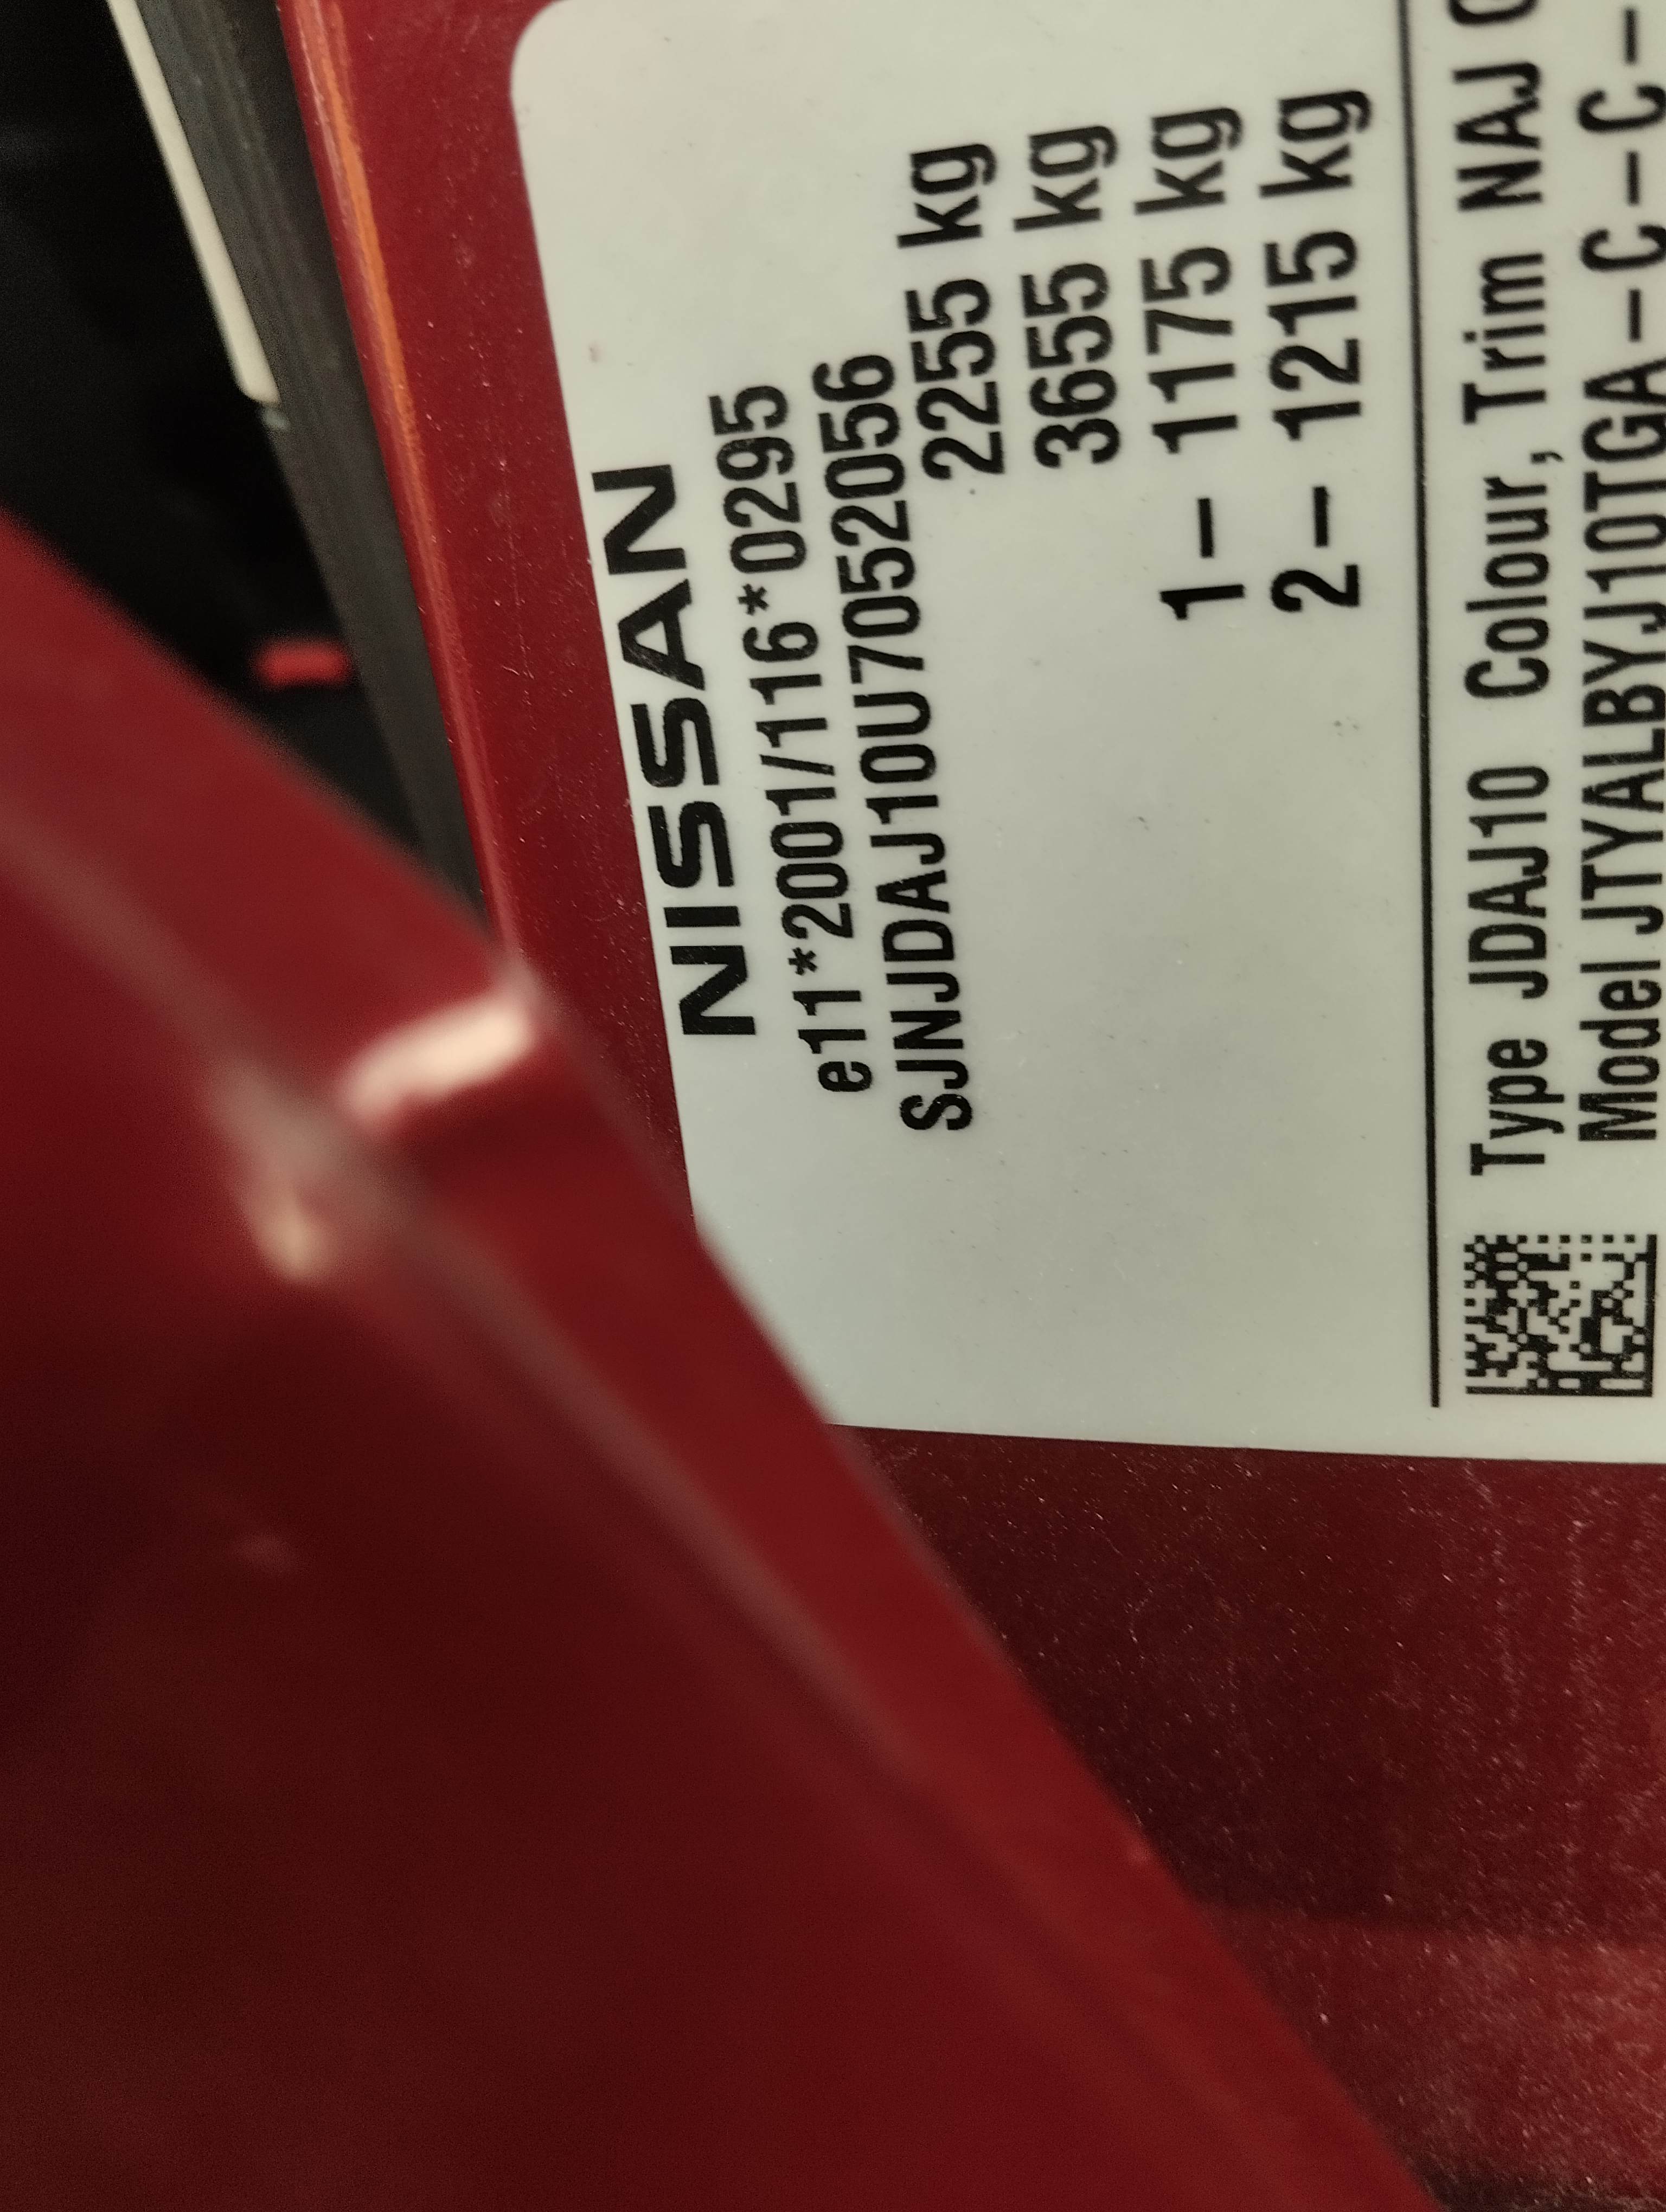 NISSAN
e11*2001/116*0295
SJNJDAJ10U7052056
2255 kg
3655 kg
1- 1175 kg
2- 1215 kg
Type JDAJ10 Colour, Trim NAJ
Model JTYALBYJ10TGA-C-C-